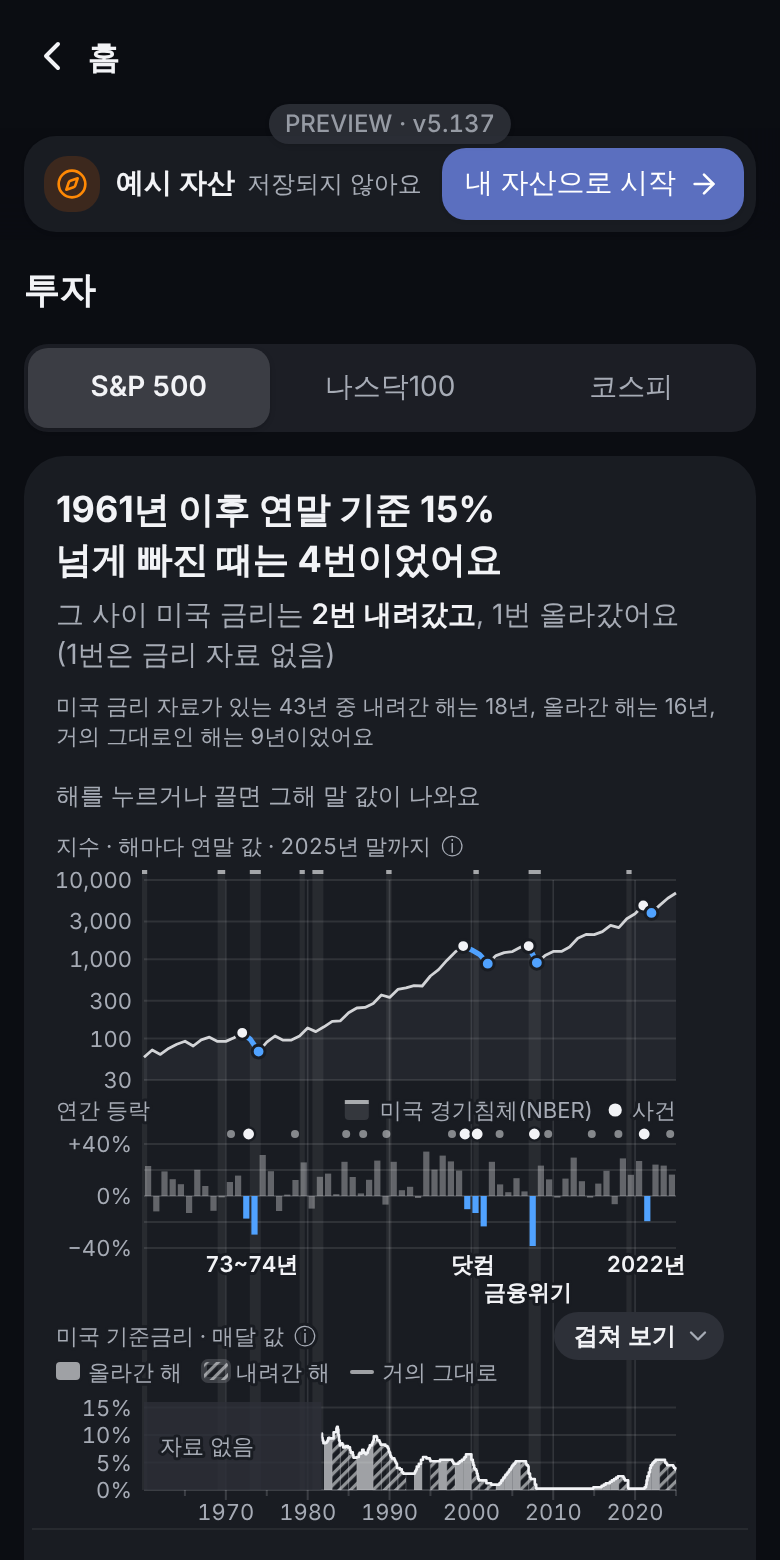 홈
PREVIEW · v5.137
예시 자산 저장되지 않아요 내 자산으로 시작 →
투자
S&P 500 나스닥100 코스피
1961년 이후 연말 기준 15%
넘게 빠진 때는 4번이었어요
그 사이 미국 금리는 2번 내려갔고, 1번 올라갔어요
(1번은 금리 자료 없음)
미국 금리 자료가 있는 43년 중 내려간 해는 18년, 올라간 해는 16년,
거의 그대로인 해는 9년이었어요
해를 누르거나 끌면 그해 말 값이 나와요
지수 · 해마다 연말 값 · 2025년 말까지 ⓘ
10,000
3,000
1,000
300
100
30
연간 등락 미국 경기침체(NBER) 사건
+40%
0%
−40%
73~74년 닷컴 2022년
금융위기
미국 기준금리 · 매달 값 ⓘ 겹쳐 보기
올라간 해 내려간 해 거의 그대로
15%
10%
자료 없음
5%
0%
1970 1980 1990 2000 2010 2020